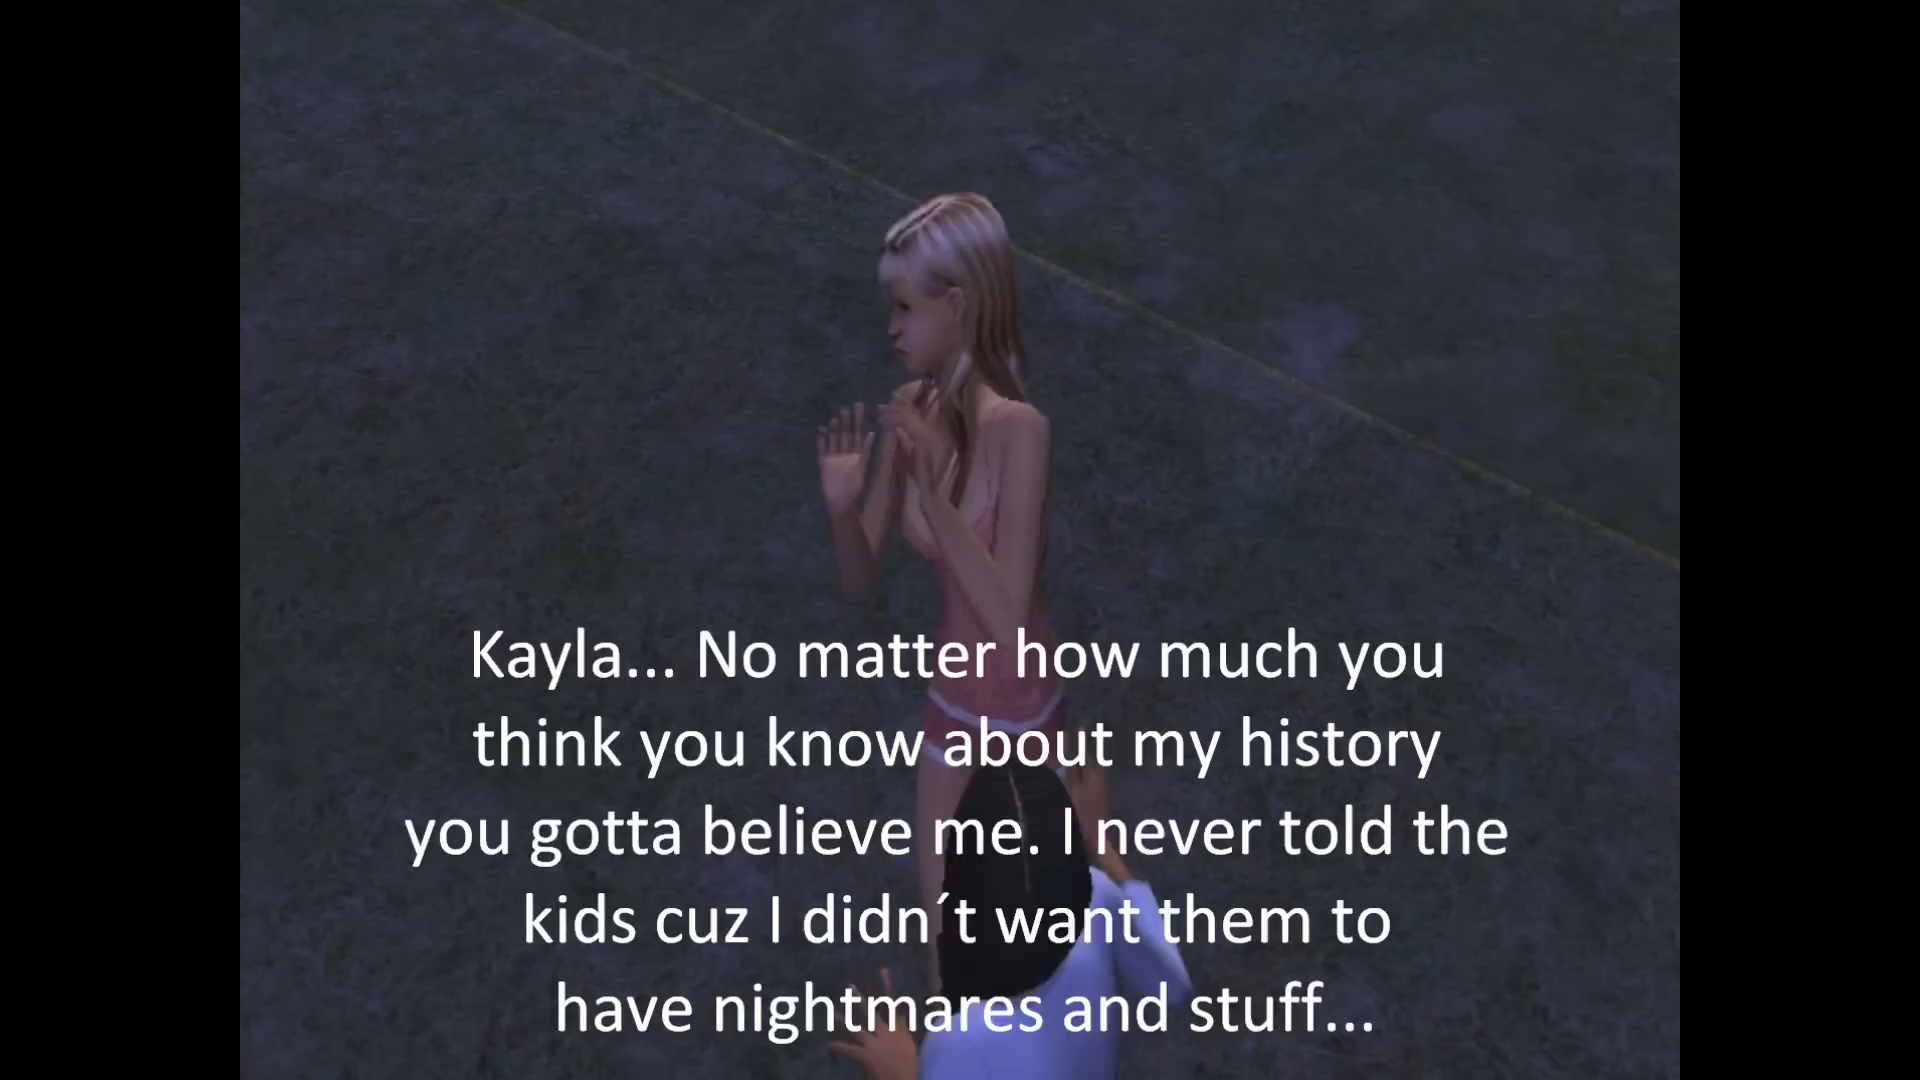 Kayla... No matter how much you
think you know about my history
you gotta believe me. I never told the
kids cuz I didn´t want them to
have nightmares and stuff...